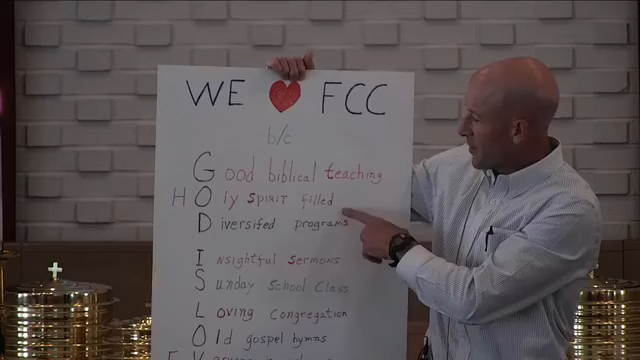 WE ❤ FCC
b/c
Good biblical teaching
HOly SPIRIT filled
Diversifed programs
Insightful sermons
Sunday School Class
Loving Congregation
Old gospel hymns